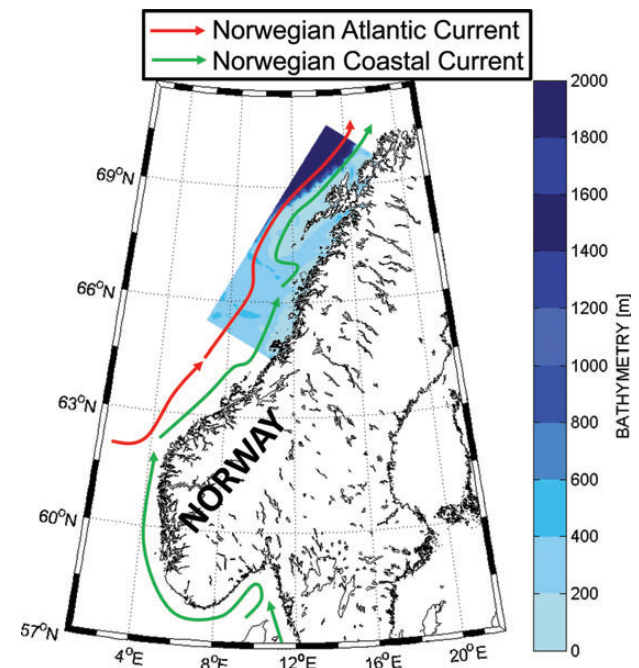 Norwegian Atlantic Current
Norwegian Coastal Current
69°N
66°N
63°N
60°N
57°N
4°E
8°E
12°E
16°E
20°E
NORWAY
2000
1800
1600
1400
1200
1000
800
600
400
200
0
BATHYMETRY [m]